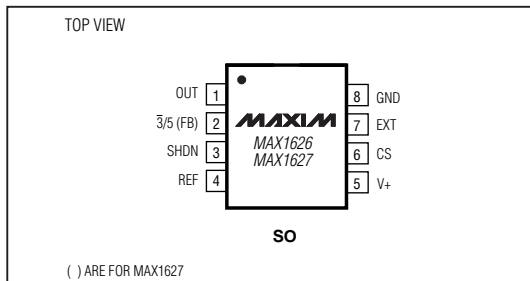 TOP VIEW
OUT 1
3̅/5 (FB) 2
SHDN 3
REF 4
MAXIM
MAX1626
MAX1627
8 GND
7 EXT
6 CS
5 V+
SO
( ) ARE FOR MAX1627